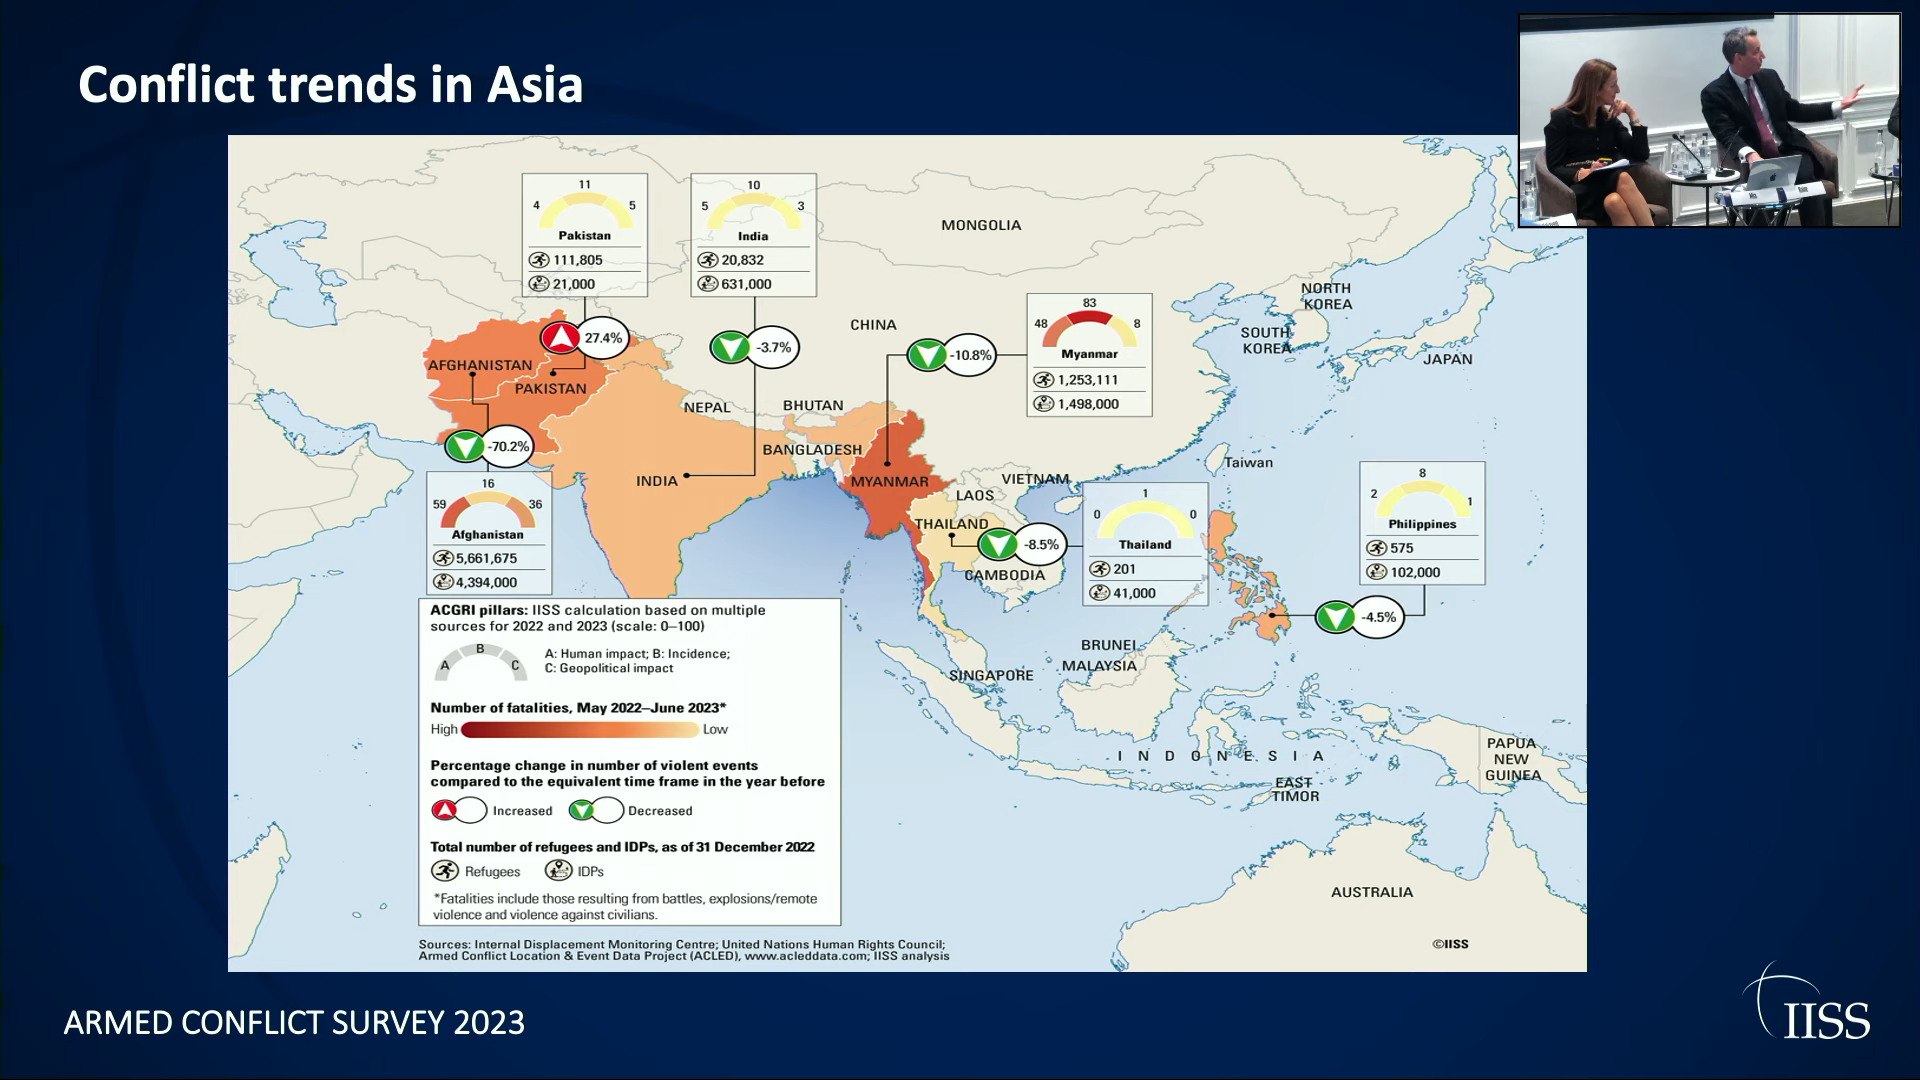 Conflict trends in Asia
11
4
5
Pakistan
111,805
21,000
10
5
3
India
20,832
631,000
MONGOLIA
NORTH
KOREA
SOUTH
KOREA
JAPAN
CHINA
83
48
8
Myanmar
1,253,111
1,498,000
27.4%
-3.7%
-10.8%
AFGHANISTAN
PAKISTAN
NEPAL
BHUTAN
BANGLADESH
-70.2%
INDIA
MYANMAR
LAOS
VIETNAM
Taiwan
THAILAND
-8.5%
CAMBODIA
16
59
36
Afghanistan
5,661,675
4,394,000
1
0
0
Thailand
201
41,000
8
2
1
Philippines
575
102,000
-4.5%
BRUNEI
MALAYSIA
SINGAPORE
INDONESIA
EAST
TIMOR
PAPUA
NEW
GUINEA
AUSTRALIA
ACGRI pillars: IISS calculation based on multiple
sources for 2022 and 2023 (scale: 0–100)
A
B
C
A: Human impact; B: Incidence;
C: Geopolitical impact
Number of fatalities, May 2022–June 2023*
High
Low
Percentage change in number of violent events
compared to the equivalent time frame in the year before
Increased
Decreased
Total number of refugees and IDPs, as of 31 December 2022
Refugees
IDPs
*Fatalities include those resulting from battles, explosions/remote
violence and violence against civilians.
Sources: Internal Displacement Monitoring Centre; United Nations Human Rights Council;
Armed Conflict Location & Event Data Project (ACLED), www.acleddata.com; IISS analysis
©IISS
ARMED CONFLICT SURVEY 2023
IISS